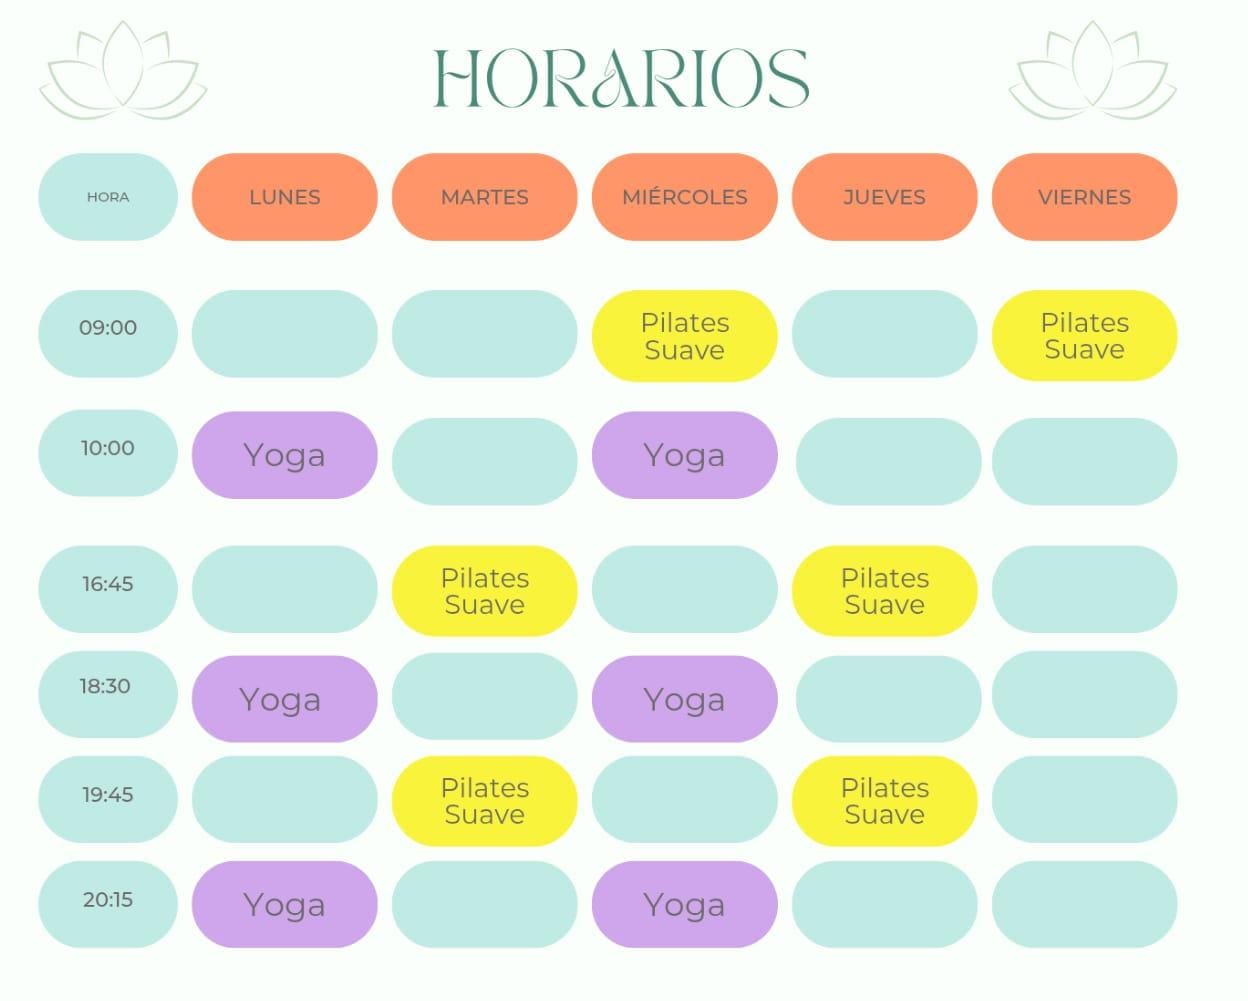 HORARIOS
HORA LUNES MARTES MIÉRCOLES JUEVES VIERNES
09:00 Pilates Suave Pilates Suave
10:00 Yoga Yoga
16:45 Pilates Suave Pilates Suave
18:30 Yoga Yoga
19:45 Pilates Suave Pilates Suave
20:15 Yoga Yoga